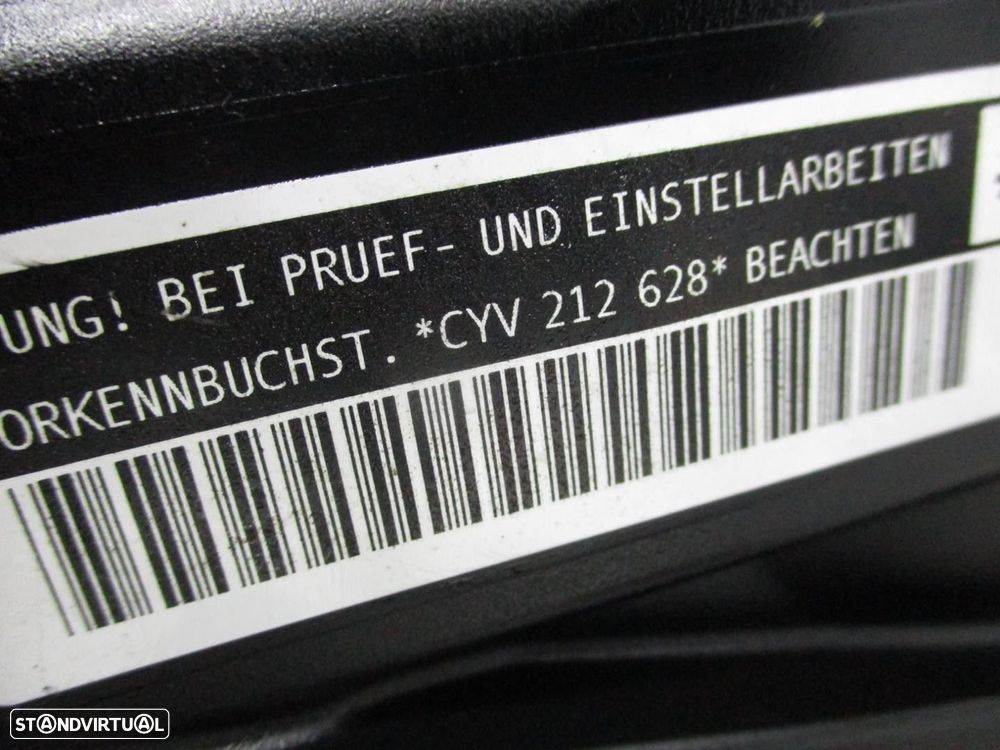 UNG! BEI PRUEF- UND EINSTELLARBEITEN
ORKENNBUCHST. *CYV 212 628* BEACHTEN
STANDVIRTUAL